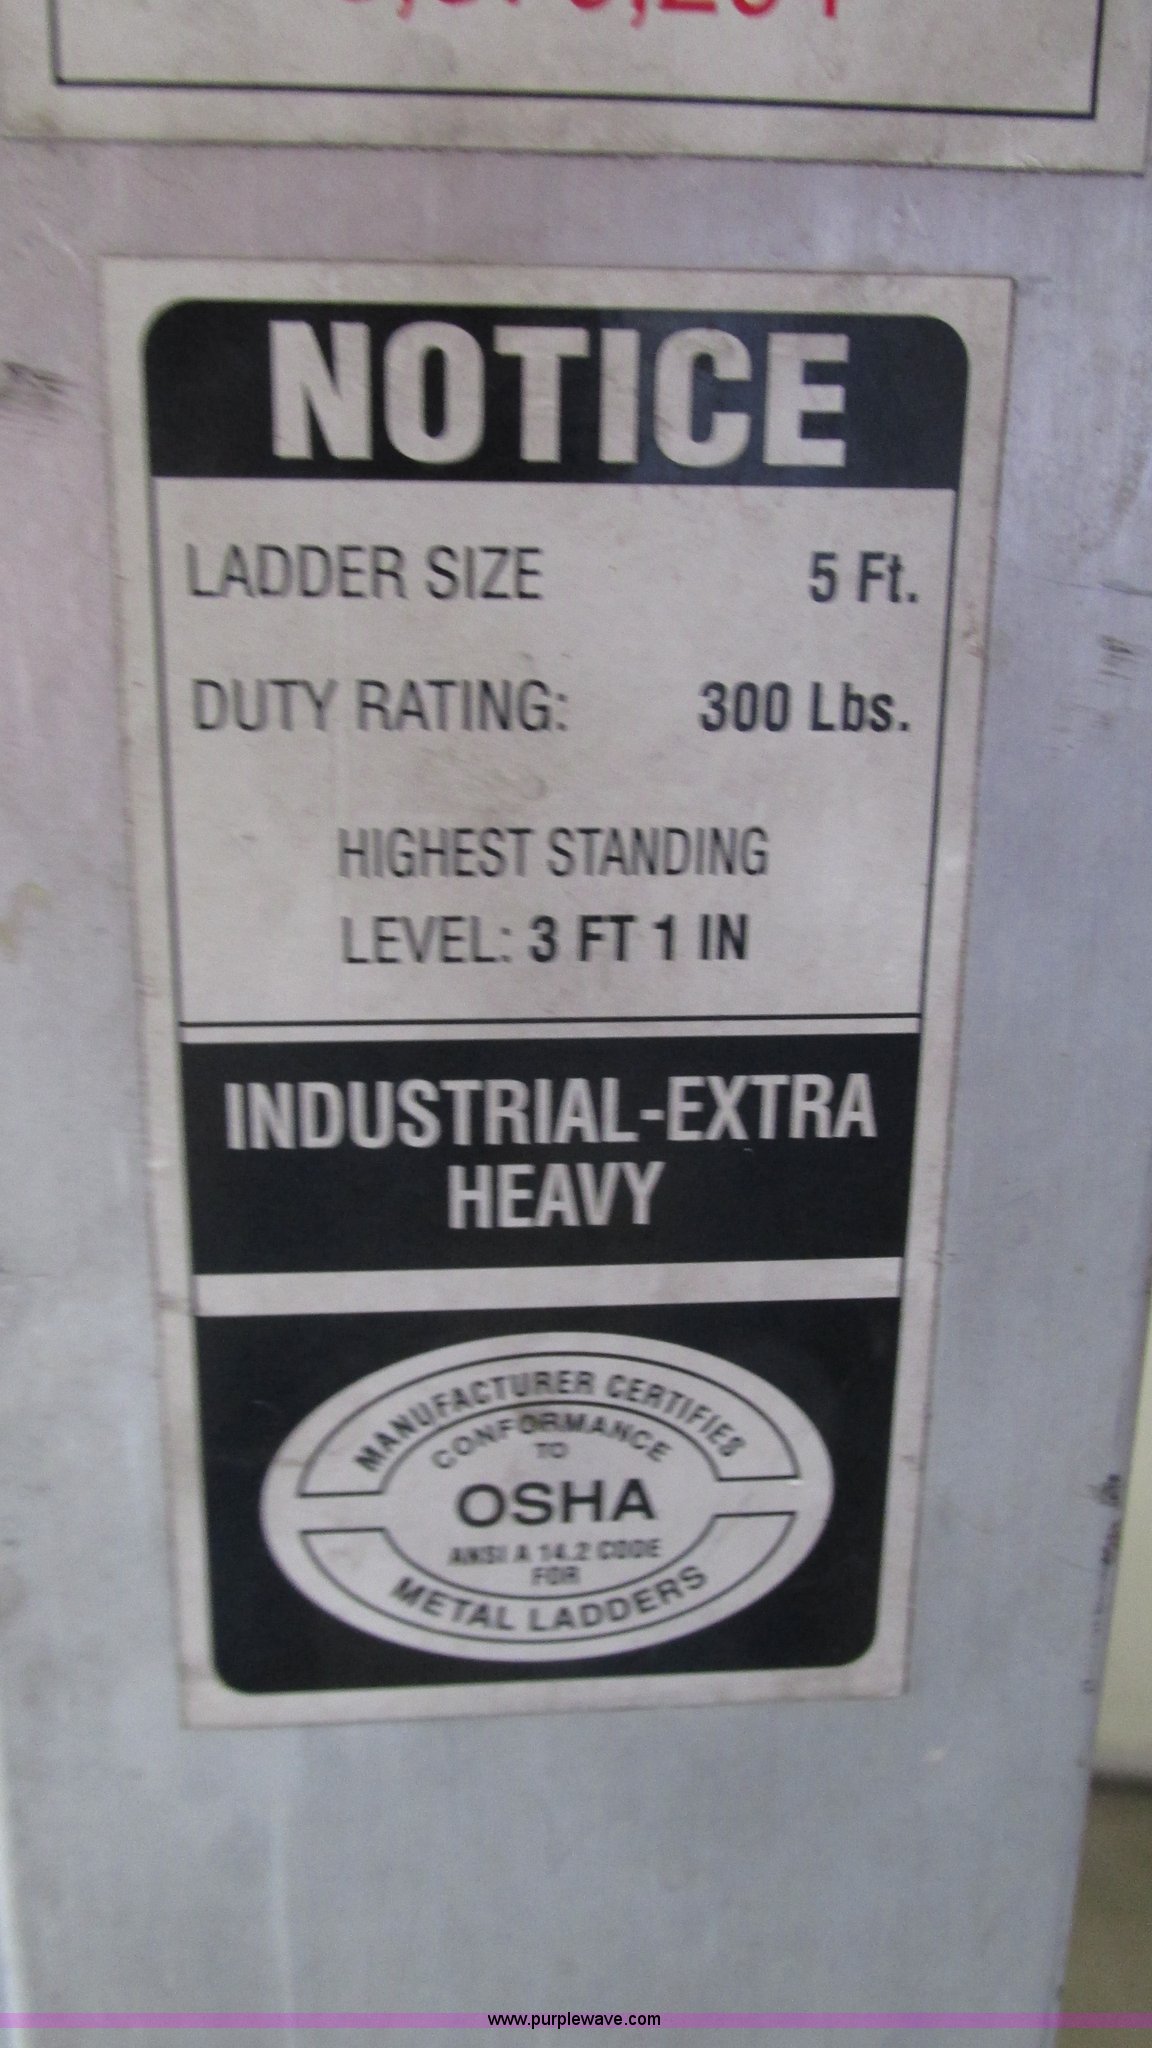 NOTICE
LADDER SIZE 5 Ft.
DUTY RATING: 300 Lbs.
HIGHEST STANDING
LEVEL: 3 FT 1 IN
INDUSTRIAL-EXTRA
HEAVY
MANUFACTURER CERTIFIES
CONFORMANCE
TO
OSHA
ANSI A 14.2 CODE
FOR
METAL LADDERS
www.purplewave.com